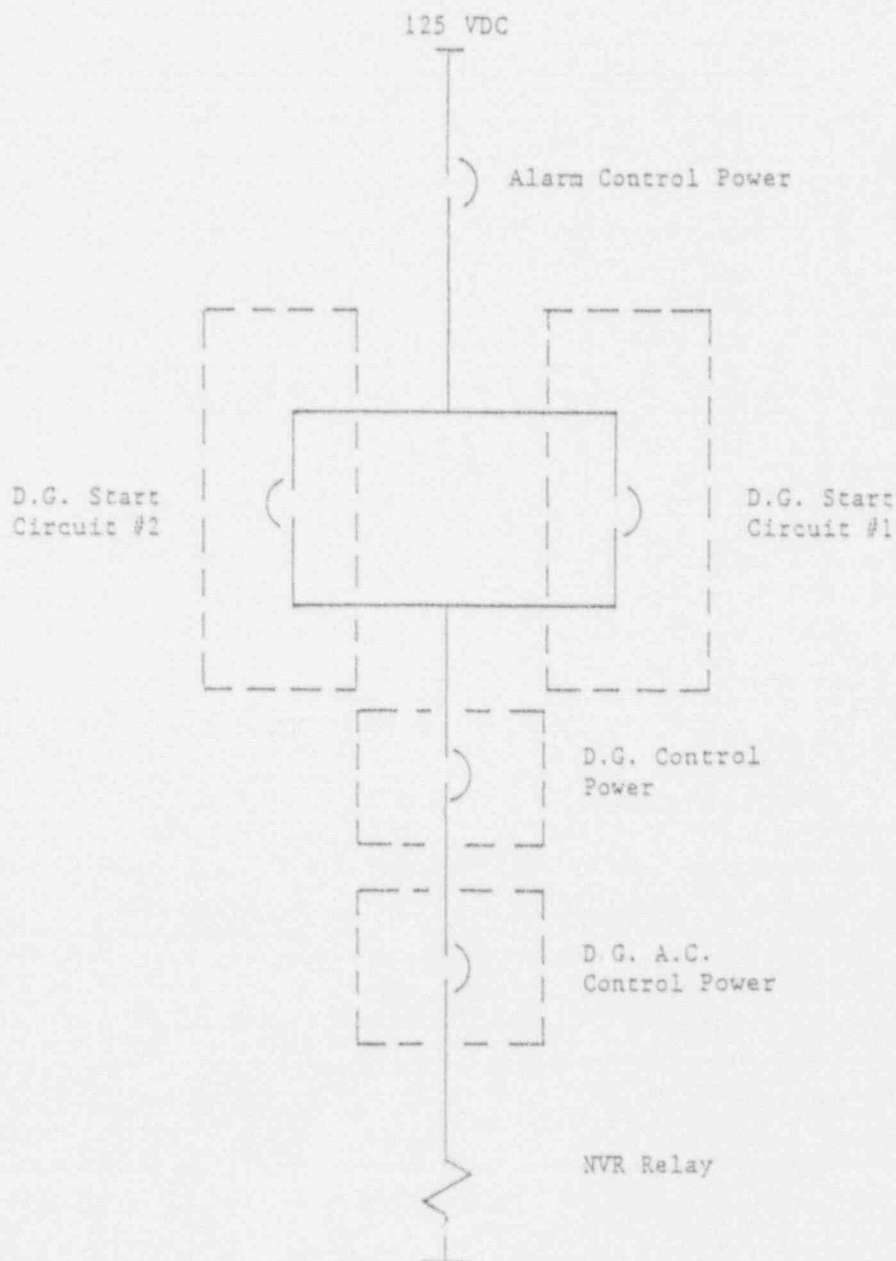 125 VDC
Alarm Control Power
D.G. Start
Circuit #2
D.G. Start
Circuit #1
D.G. Control
Power
D.G. A.C.
Control Power
NVR Relay